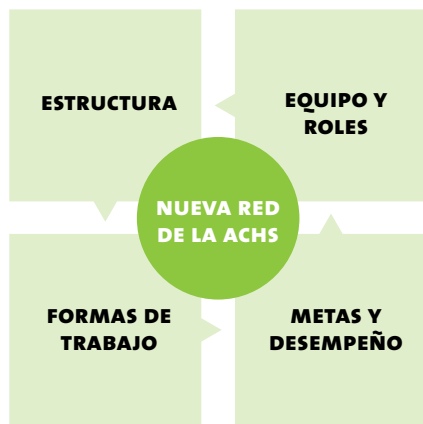 ESTRUCTURA
EQUIPO Y
ROLES
NUEVA RED
DE LA ACHS
FORMAS DE
TRABAJO
METAS Y
DESEMPEÑO